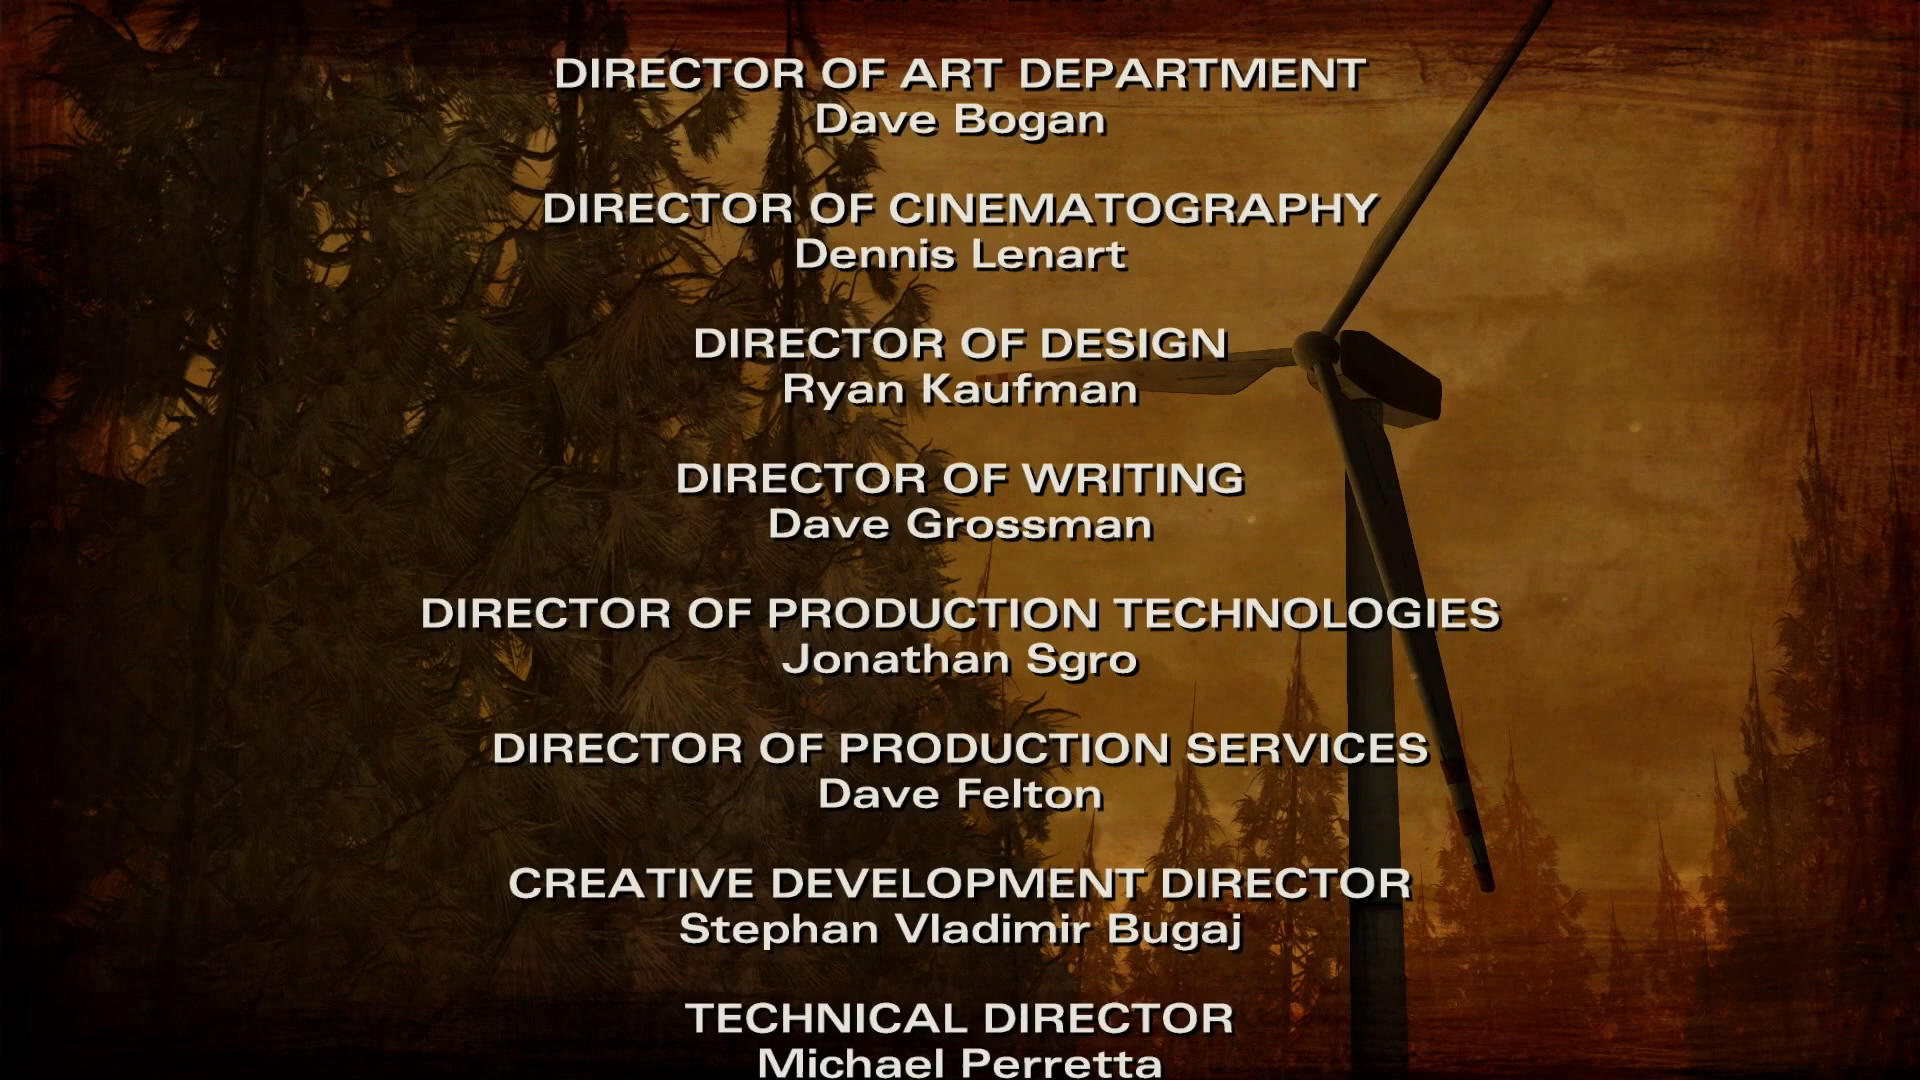 DIRECTOR OF ART DEPARTMENT
Dave Bogan
DIRECTOR OF CINEMATOGRAPHY
Dennis Lenart
DIRECTOR OF DESIGN
Ryan Kaufman
DIRECTOR OF WRITING
Dave Grossman
DIRECTOR OF PRODUCTION TECHNOLOGIES
Jonathan Sgro
DIRECTOR OF PRODUCTION SERVICES
Dave Felton
CREATIVE DEVELOPMENT DIRECTOR
Stephan Vladimir Bugaj
TECHNICAL DIRECTOR
Michael Perretta